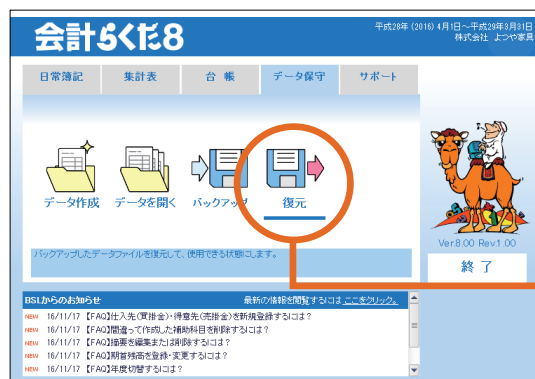 会計らくだ8
平成28年(2016)4月1日～平成29年3月31日
株式会社 よつや家具
日常簿記 集計表 台 帳 データ保守 サポート
データ作成 データを開く バックアップ 復元
バックアップしたデータファイルを復元して、使用できる状態にします。
Ver.8.00 Rev.1.00
終 了
BSLからのお知らせ 最新の情報を閲覧するには ここをクリック。
NEW 16/11/17 【FAQ】仕入先(買掛金)・得意先(売掛金)を新規登録するには？
NEW 16/11/17 【FAQ】間違って作成した補助科目を削除するには？
NEW 16/11/17 【FAQ】摘要を編集または削除するには？
NEW 16/11/17 【FAQ】期首残高を登録・変更するには？
NEW 16/11/17 【FAQ】年度切替するには？